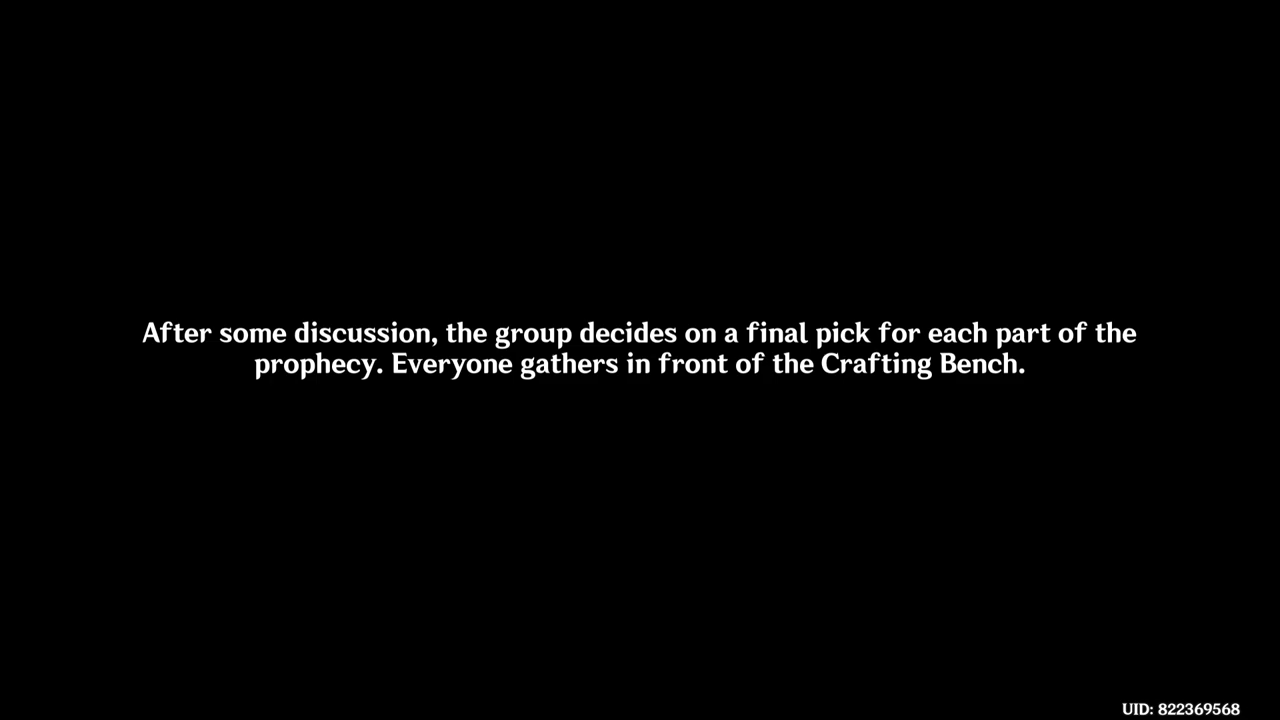 After some discussion, the group decides on a final pick for each part of the
prophecy. Everyone gathers in front of the Crafting Bench.
UID: 822369568